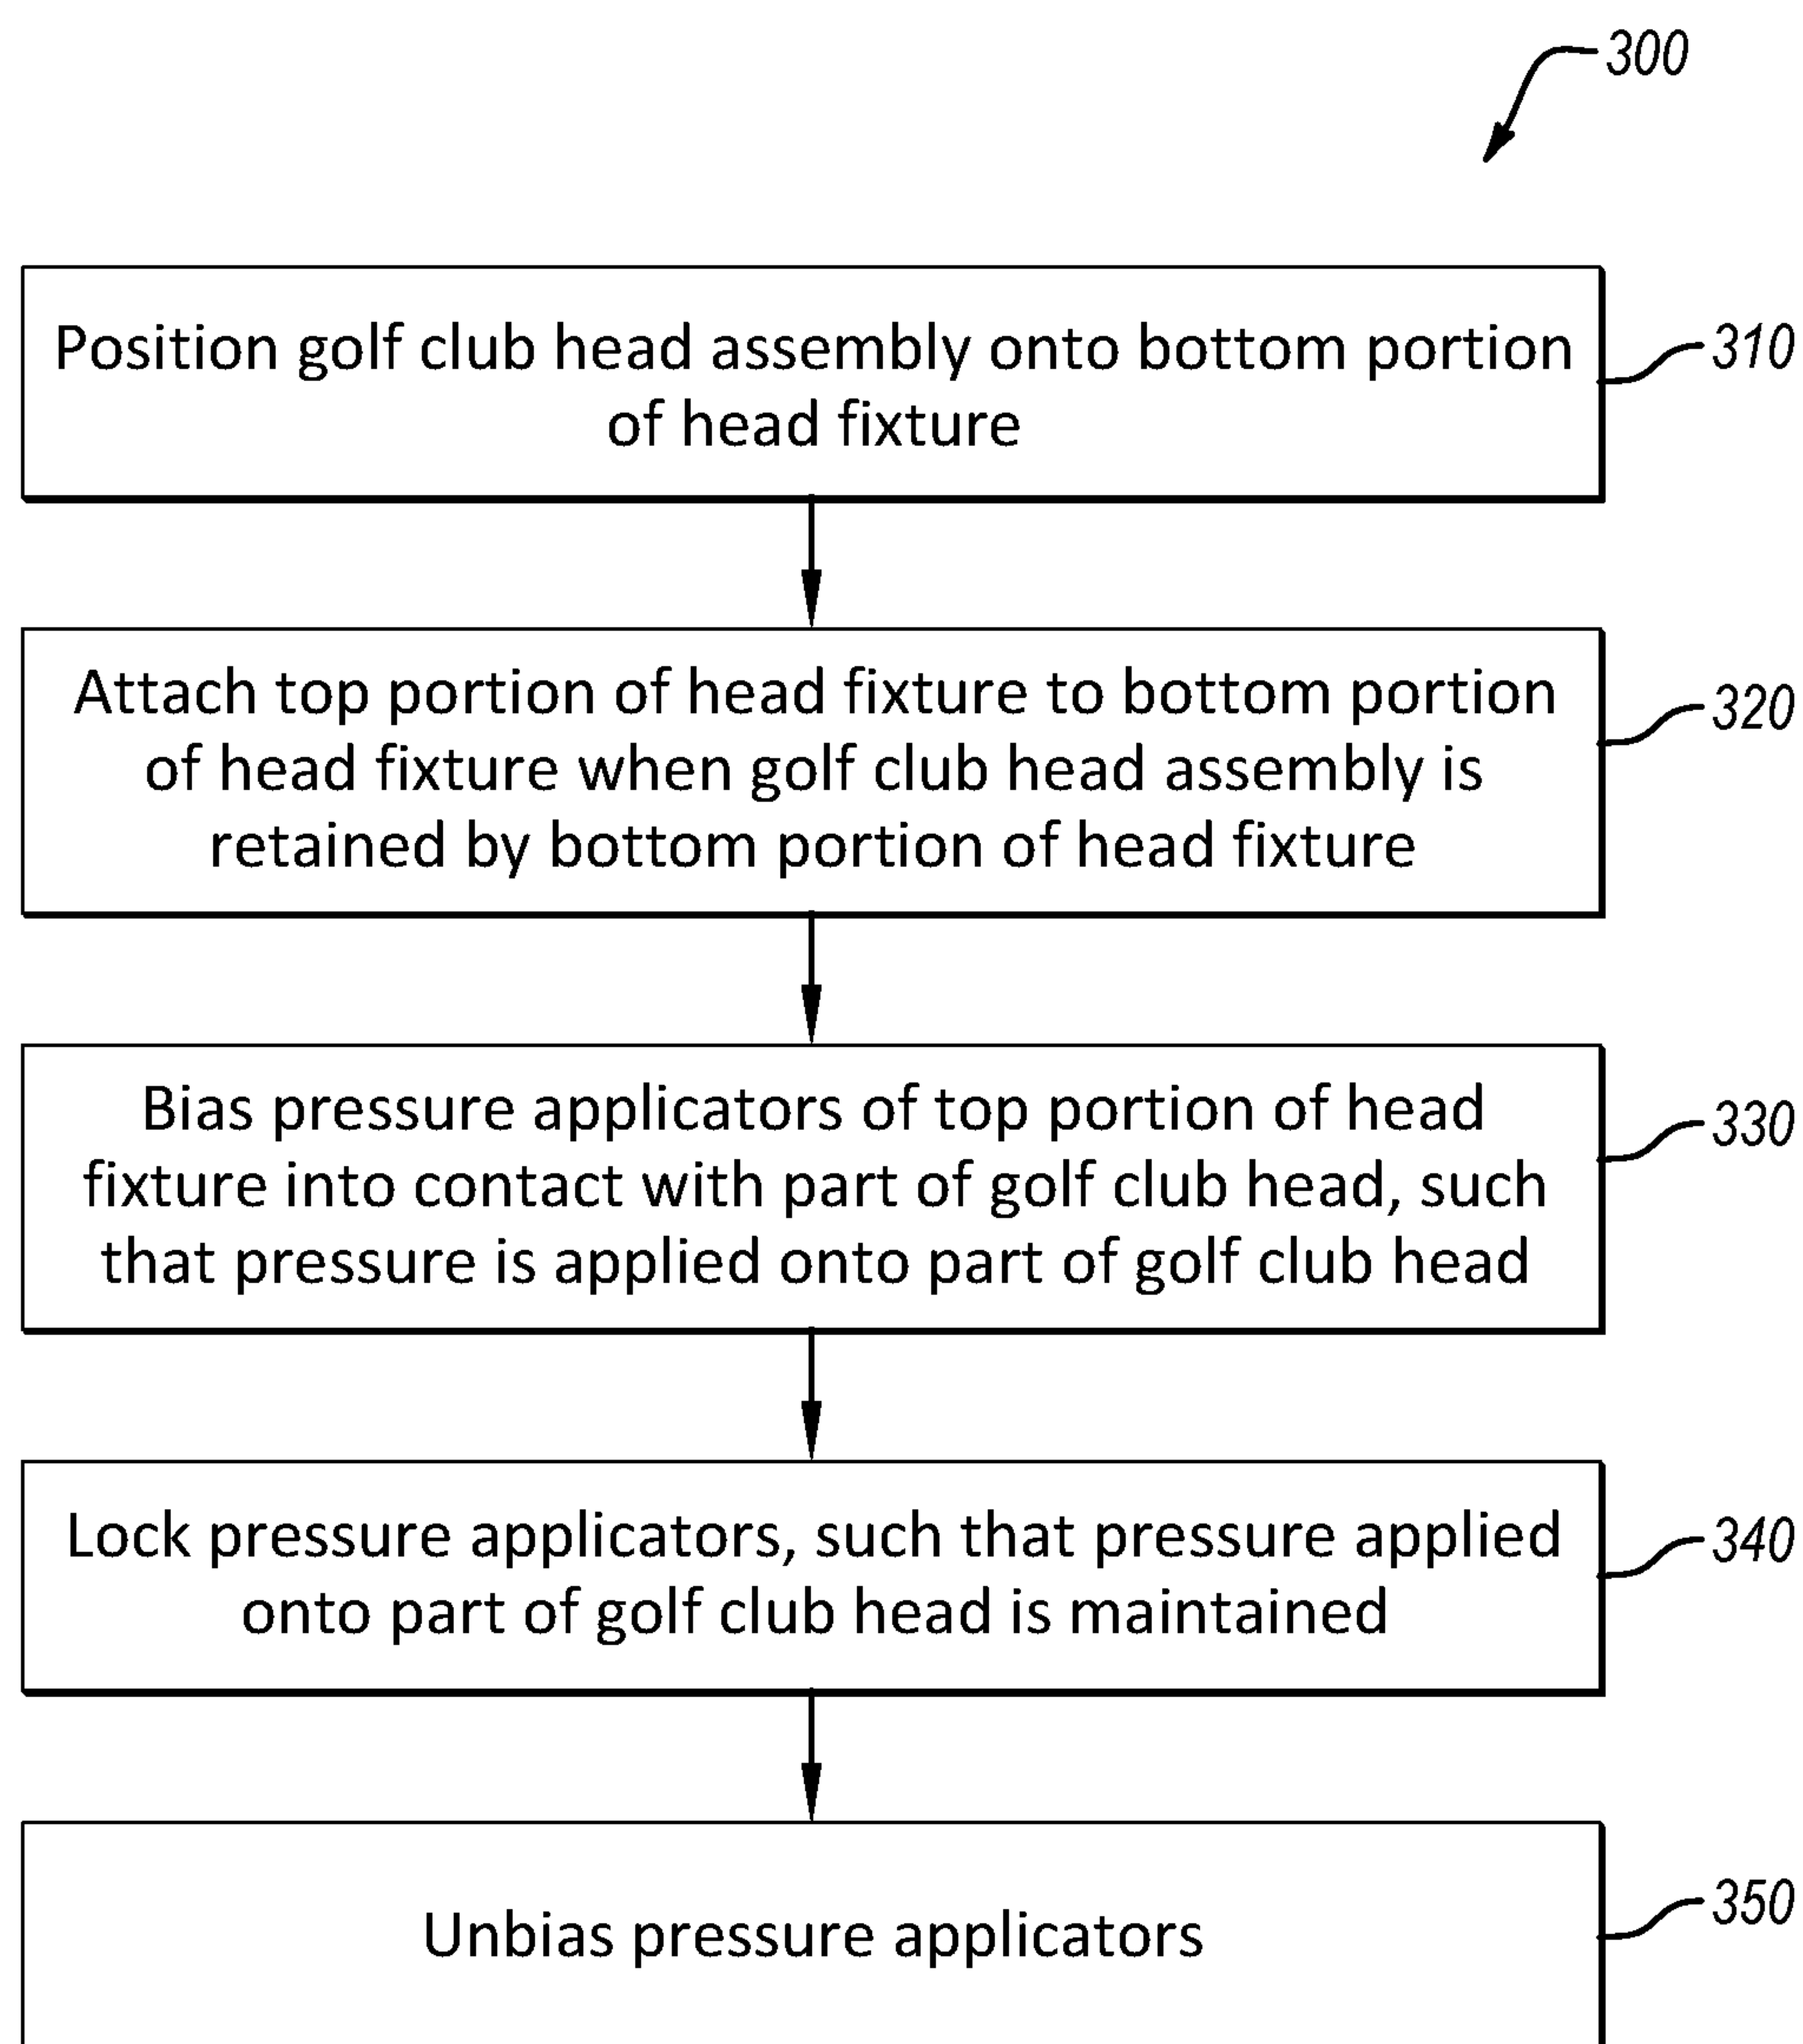 300
Position golf club head assembly onto bottom portion
of head fixture
310
Attach top portion of head fixture to bottom portion
of head fixture when golf club head assembly is
retained by bottom portion of head fixture
320
Bias pressure applicators of top portion of head
fixture into contact with part of golf club head, such
that pressure is applied onto part of golf club head
330
Lock pressure applicators, such that pressure applied
onto part of golf club head is maintained
340
Unbias pressure applicators
350